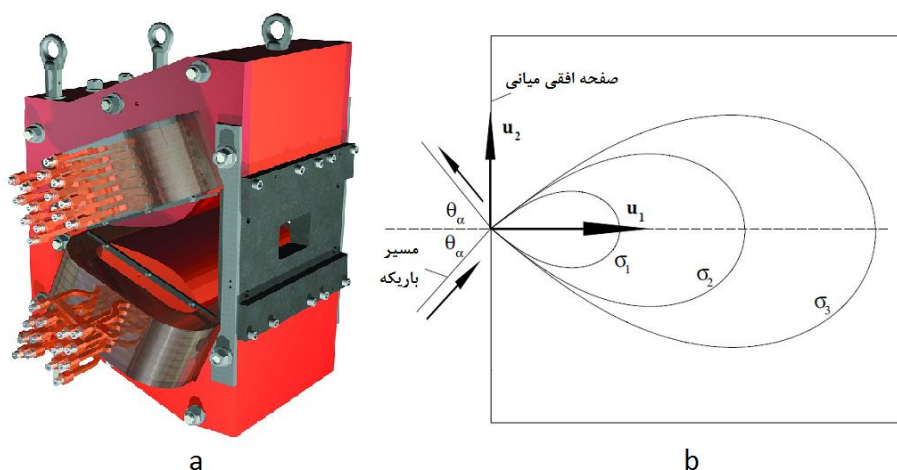 صفحه افقی میانی
u₂
u₁
θα
θα
مسیر
باریکه
σ₁
σ₂
σ₃
a
b